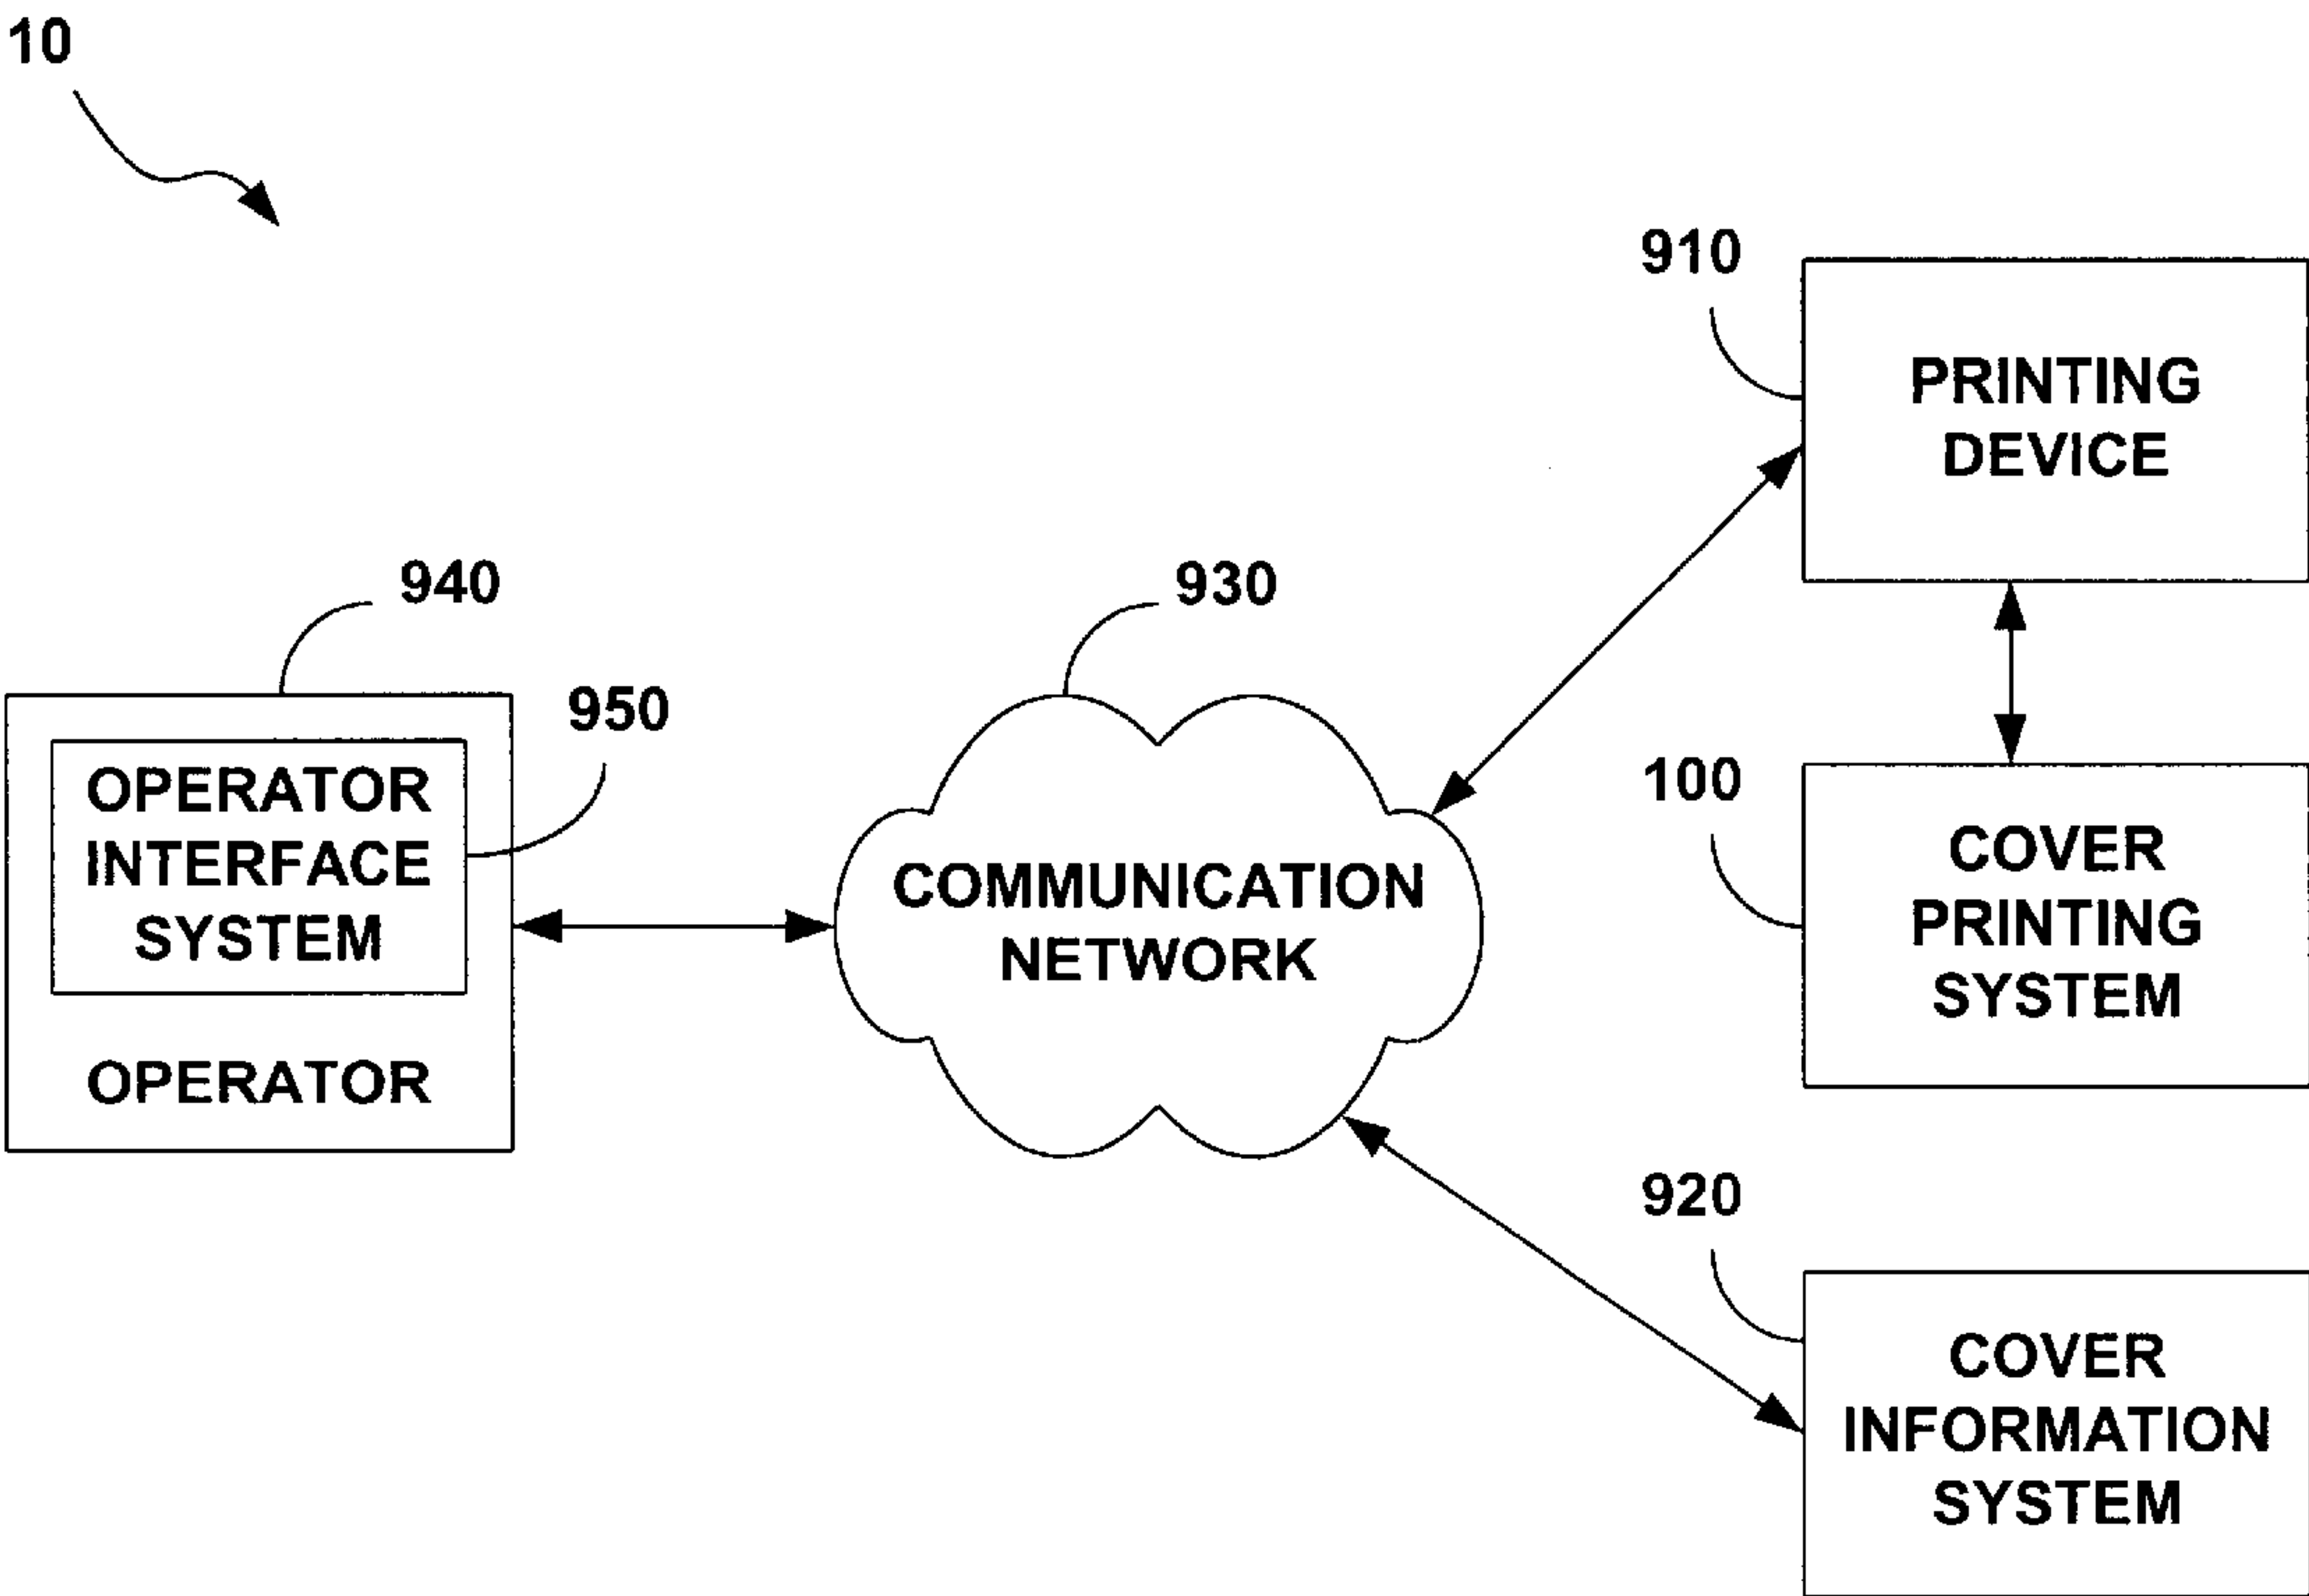 10
910
PRINTING
DEVICE
940
930
950
OPERATOR
INTERFACE
SYSTEM
OPERATOR
COMMUNICATION
NETWORK
100
COVER
PRINTING
SYSTEM
920
COVER
INFORMATION
SYSTEM